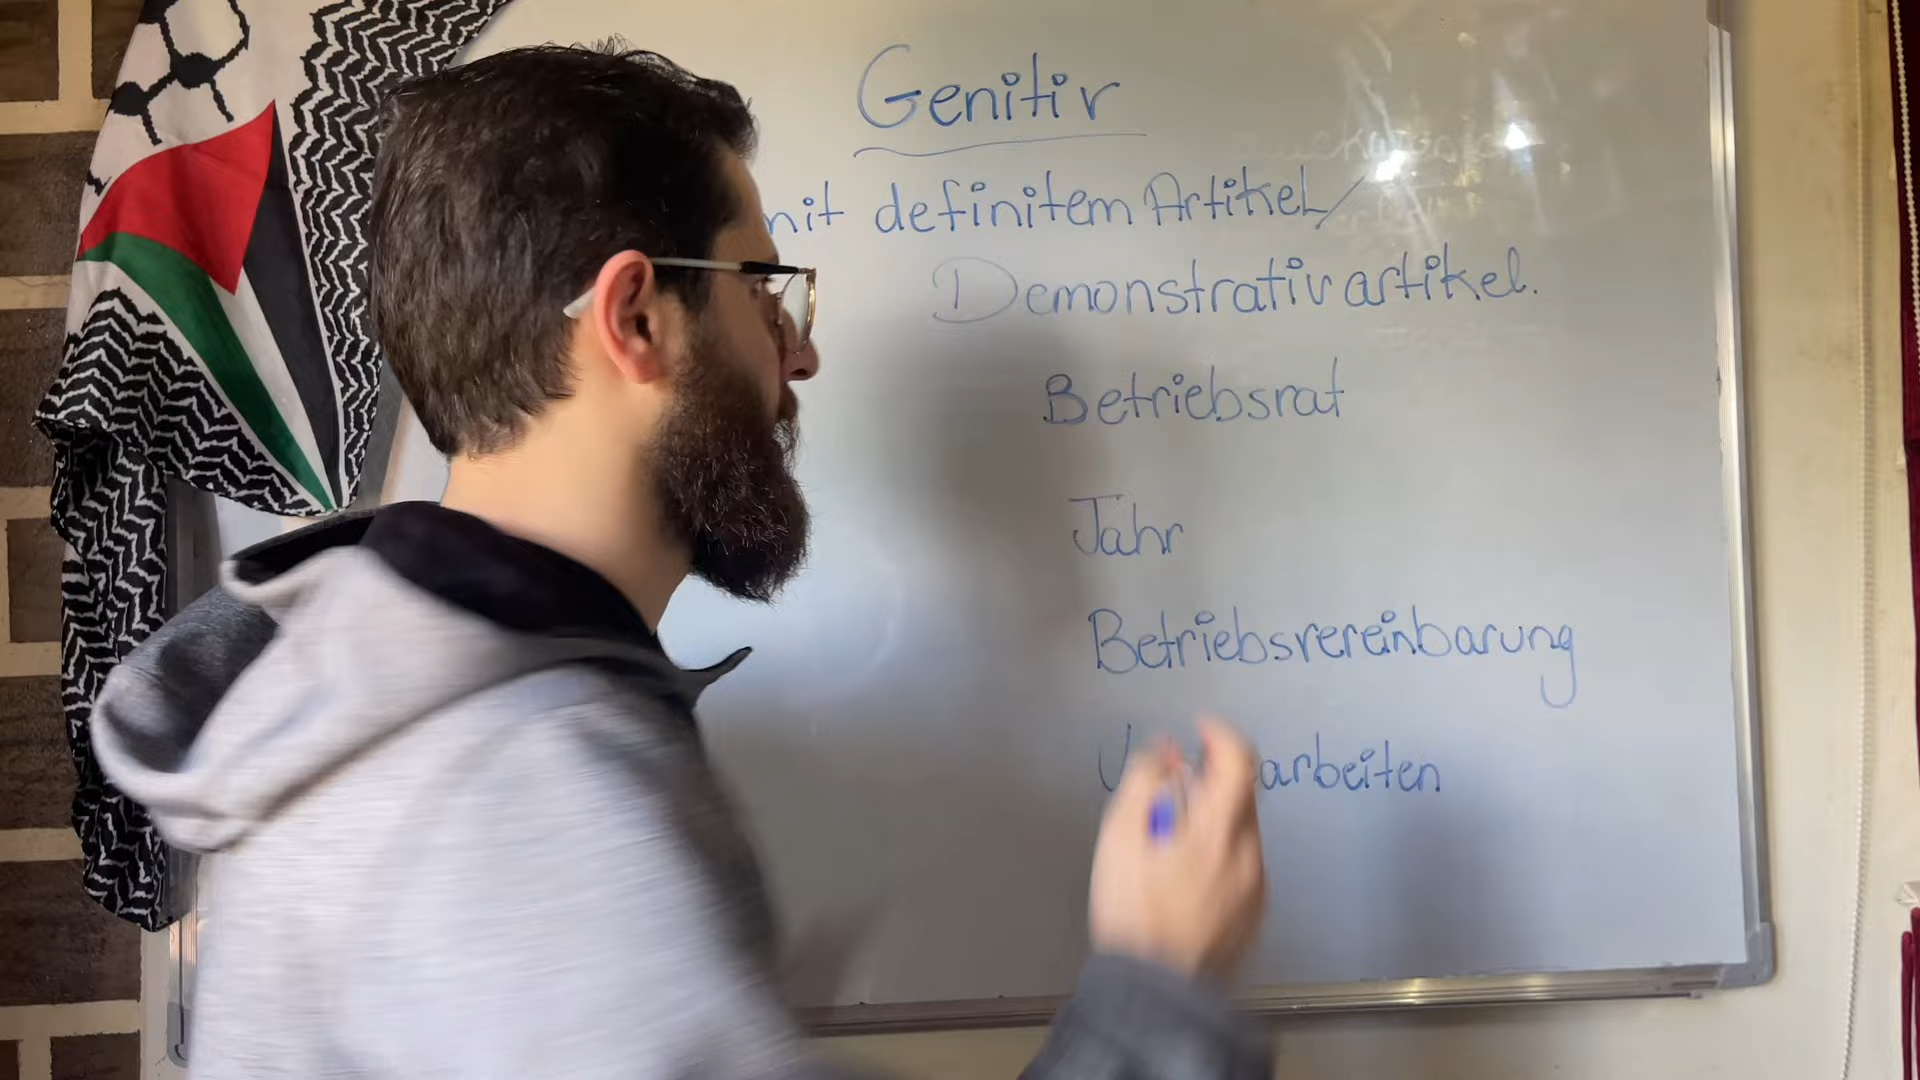 Genitiv
mit definitem Artikel/
Demonstrativartikel.
Betriebsrat
Jahr
Betriebsvereinbarung
arbeiten